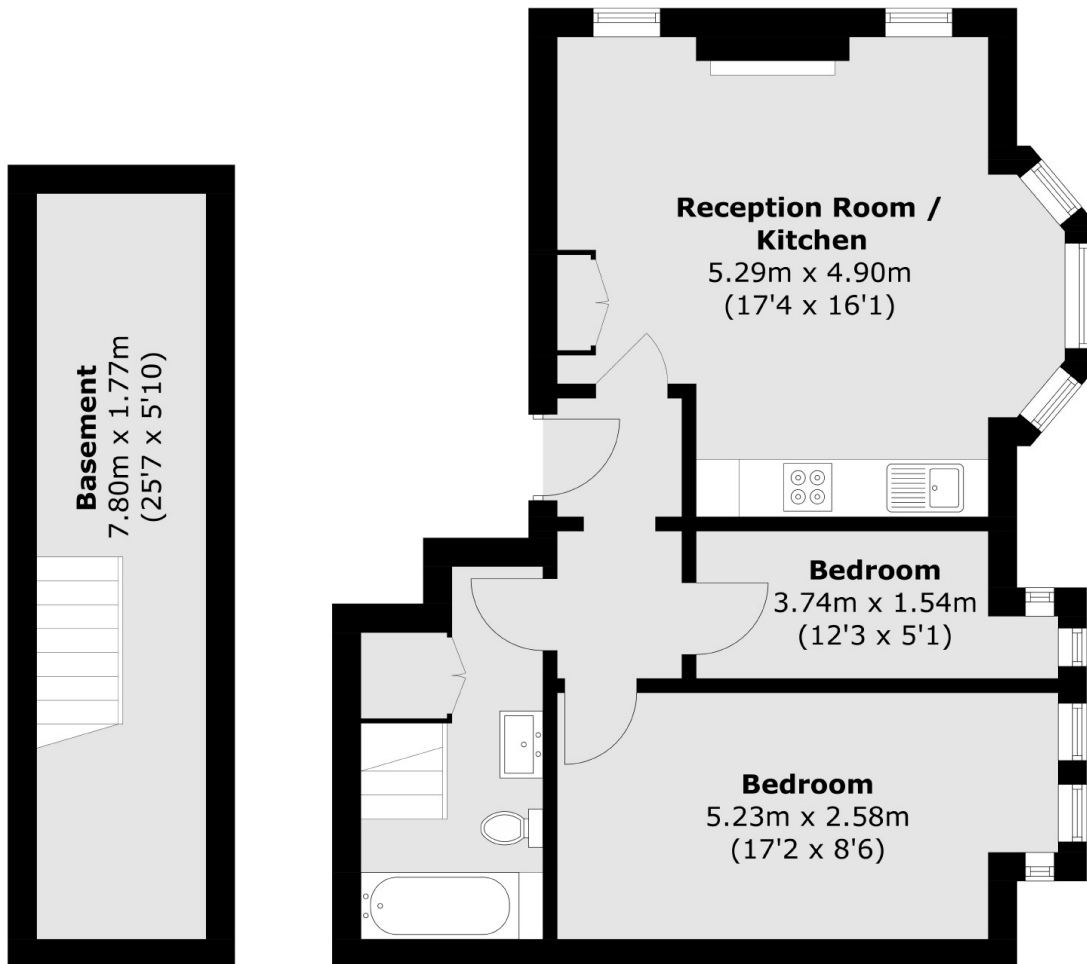 Reception Room /
Kitchen
5.29m x 4.90m
(17'4 x 16'1)
Basement
7.80m x 1.77m
(25'7 x 5'10)
Bedroom
3.74m x 1.54m
(12'3 x 5'1)
Bedroom
5.23m x 2.58m
(17'2 x 8'6)